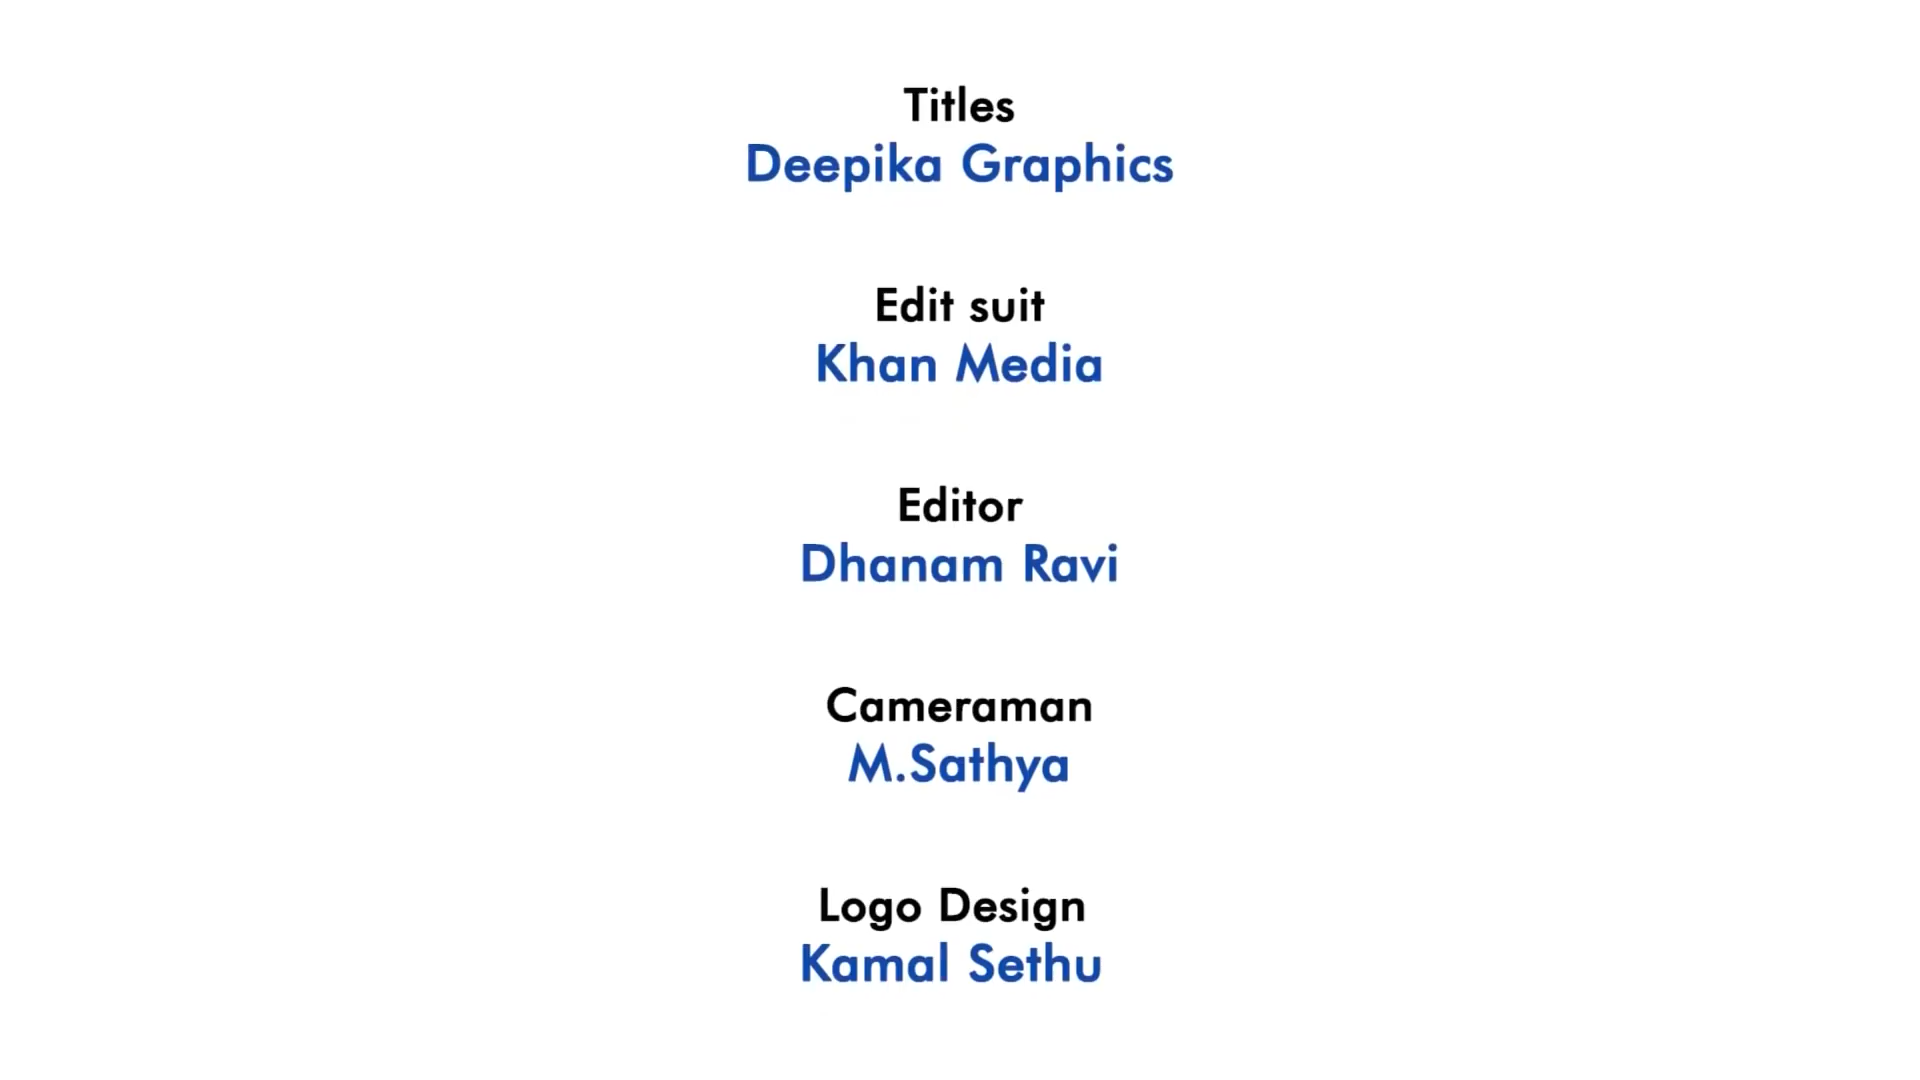 Titles
Deepika Graphics
Edit suit
Khan Media
Editor
Dhanam Ravi
Cameraman
M.Sathya
Logo Design
Kamal Sethu